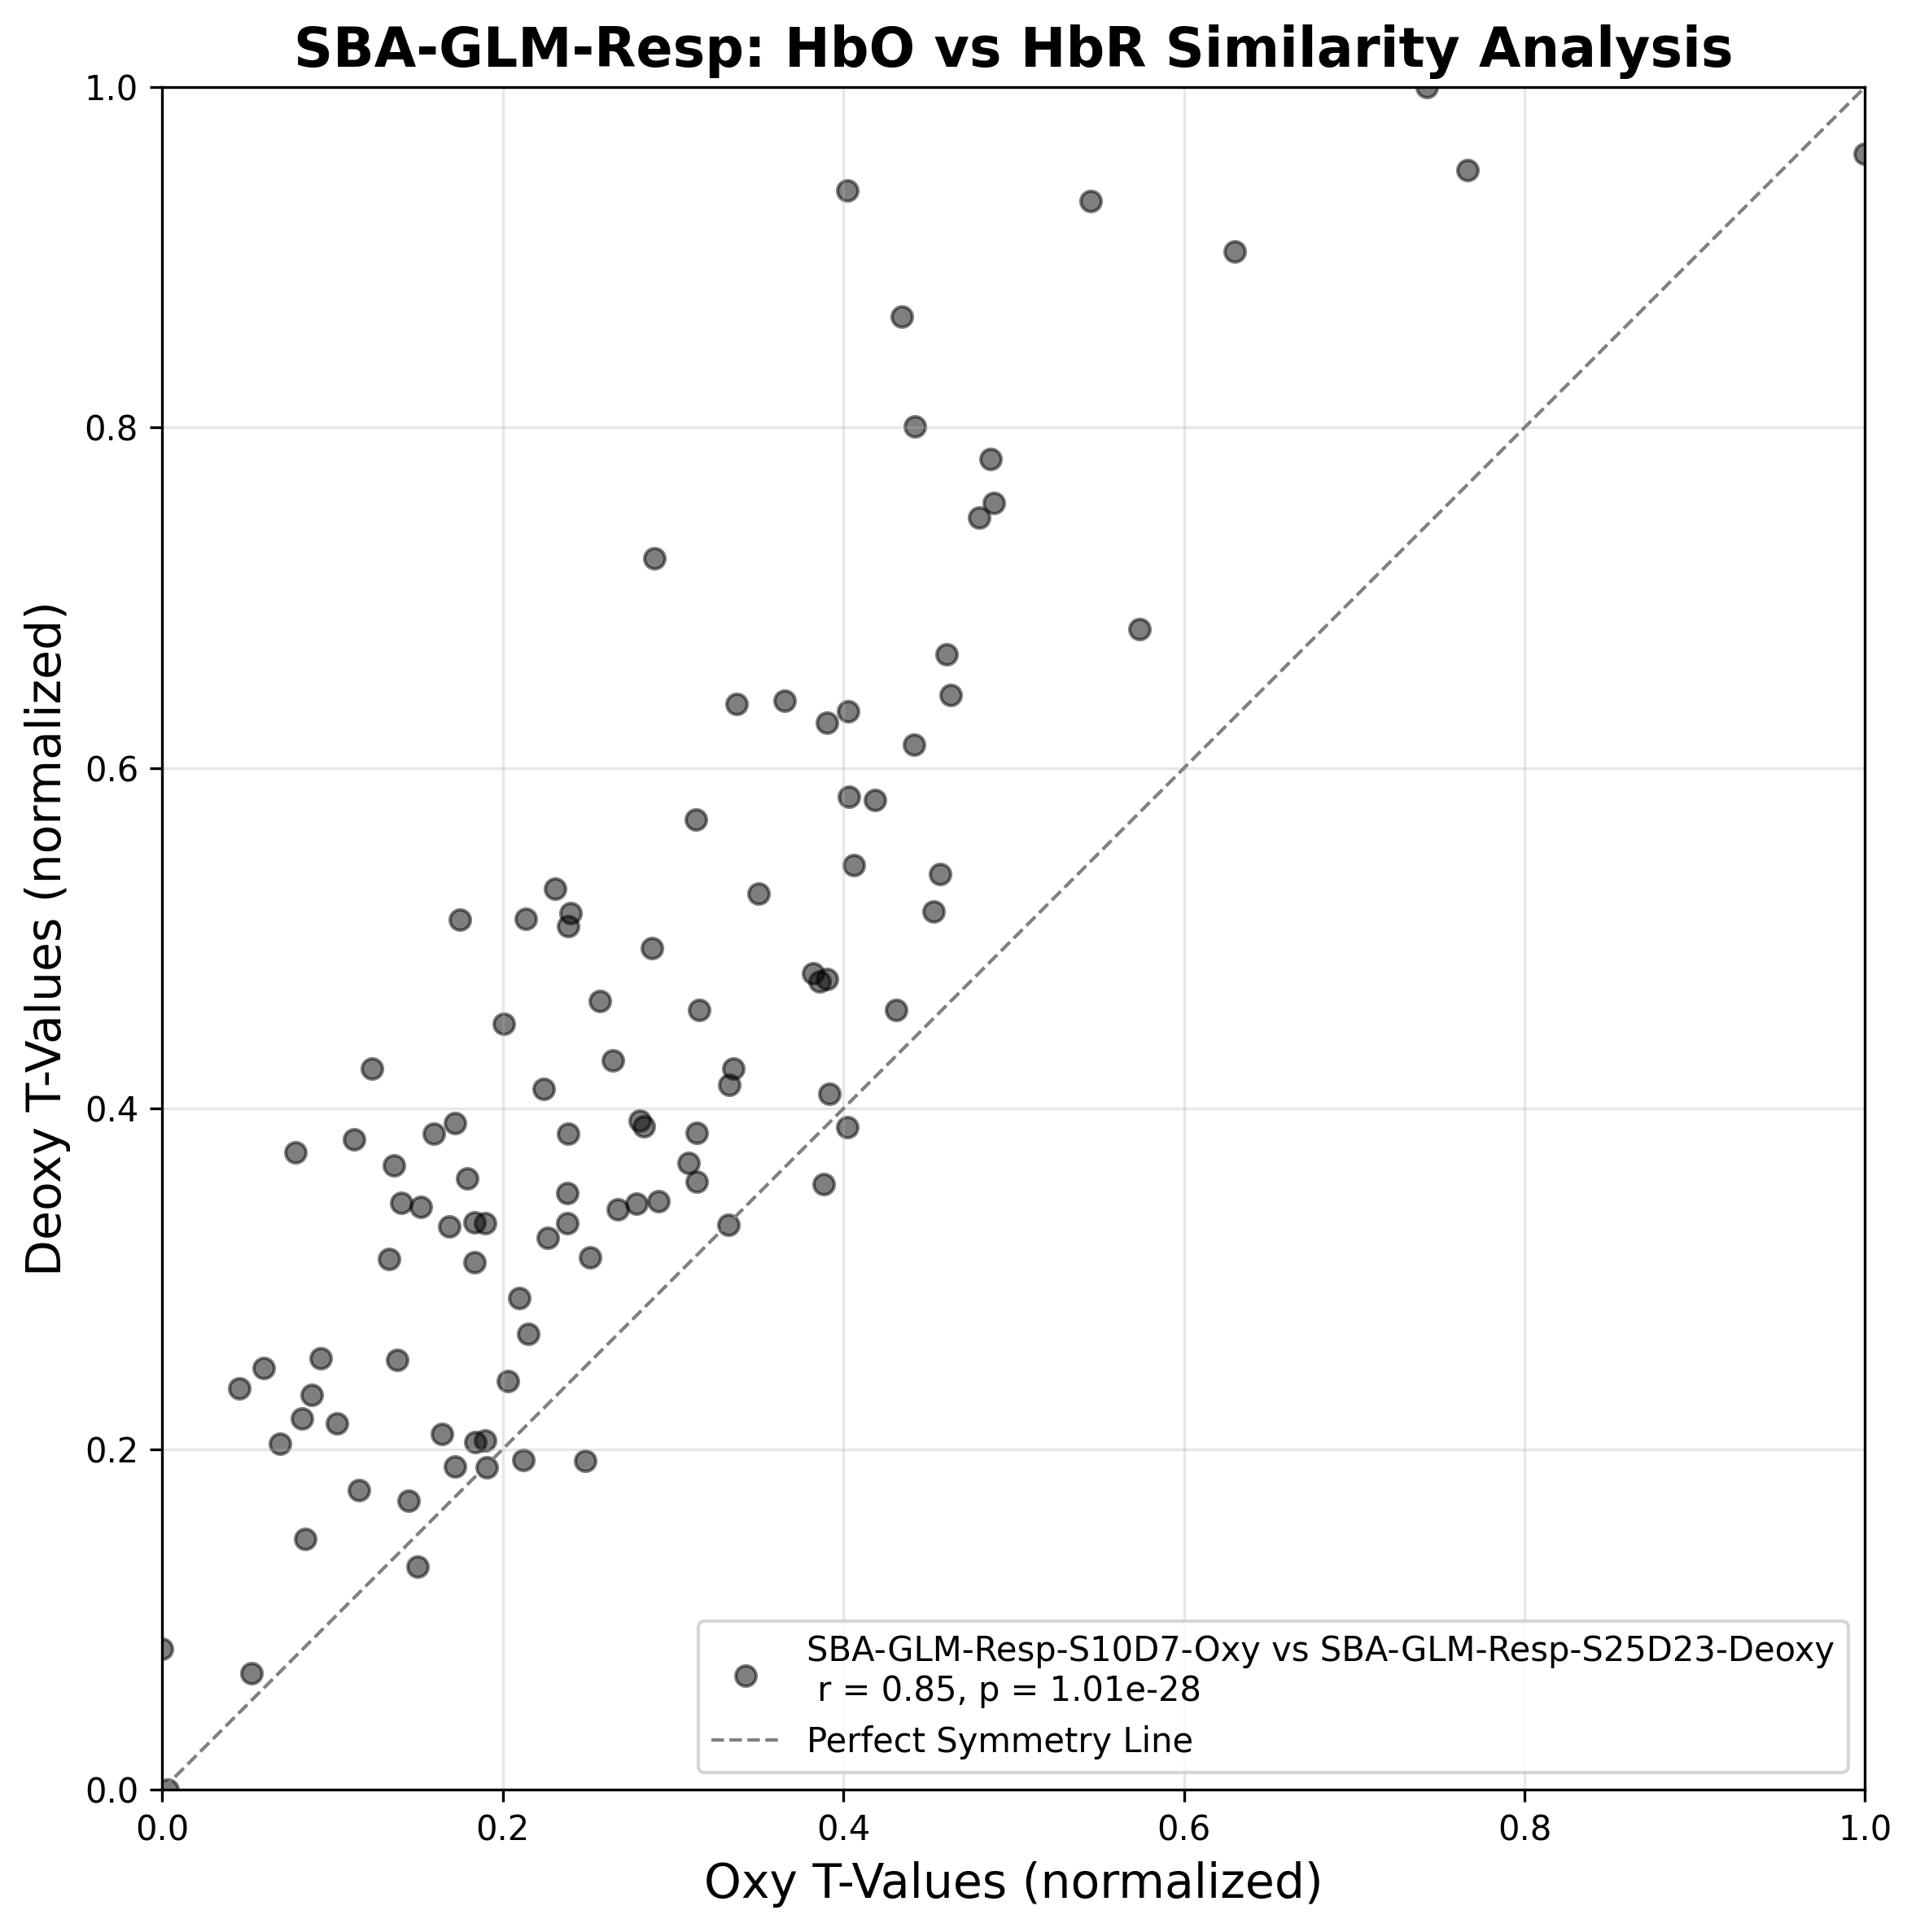 SBA-GLM-Resp: HbO vs HbR Similarity Analysis
Deoxy T-Values (normalized)
1.0
0.8
0.6
0.4
0.2
0.0
0.0 0.2 0.4 0.6 0.8 1.0
Oxy T-Values (normalized)
SBA-GLM-Resp-S10D7-Oxy vs SBA-GLM-Resp-S25D23-Deoxy
r = 0.85, p = 1.01e-28
Perfect Symmetry Line